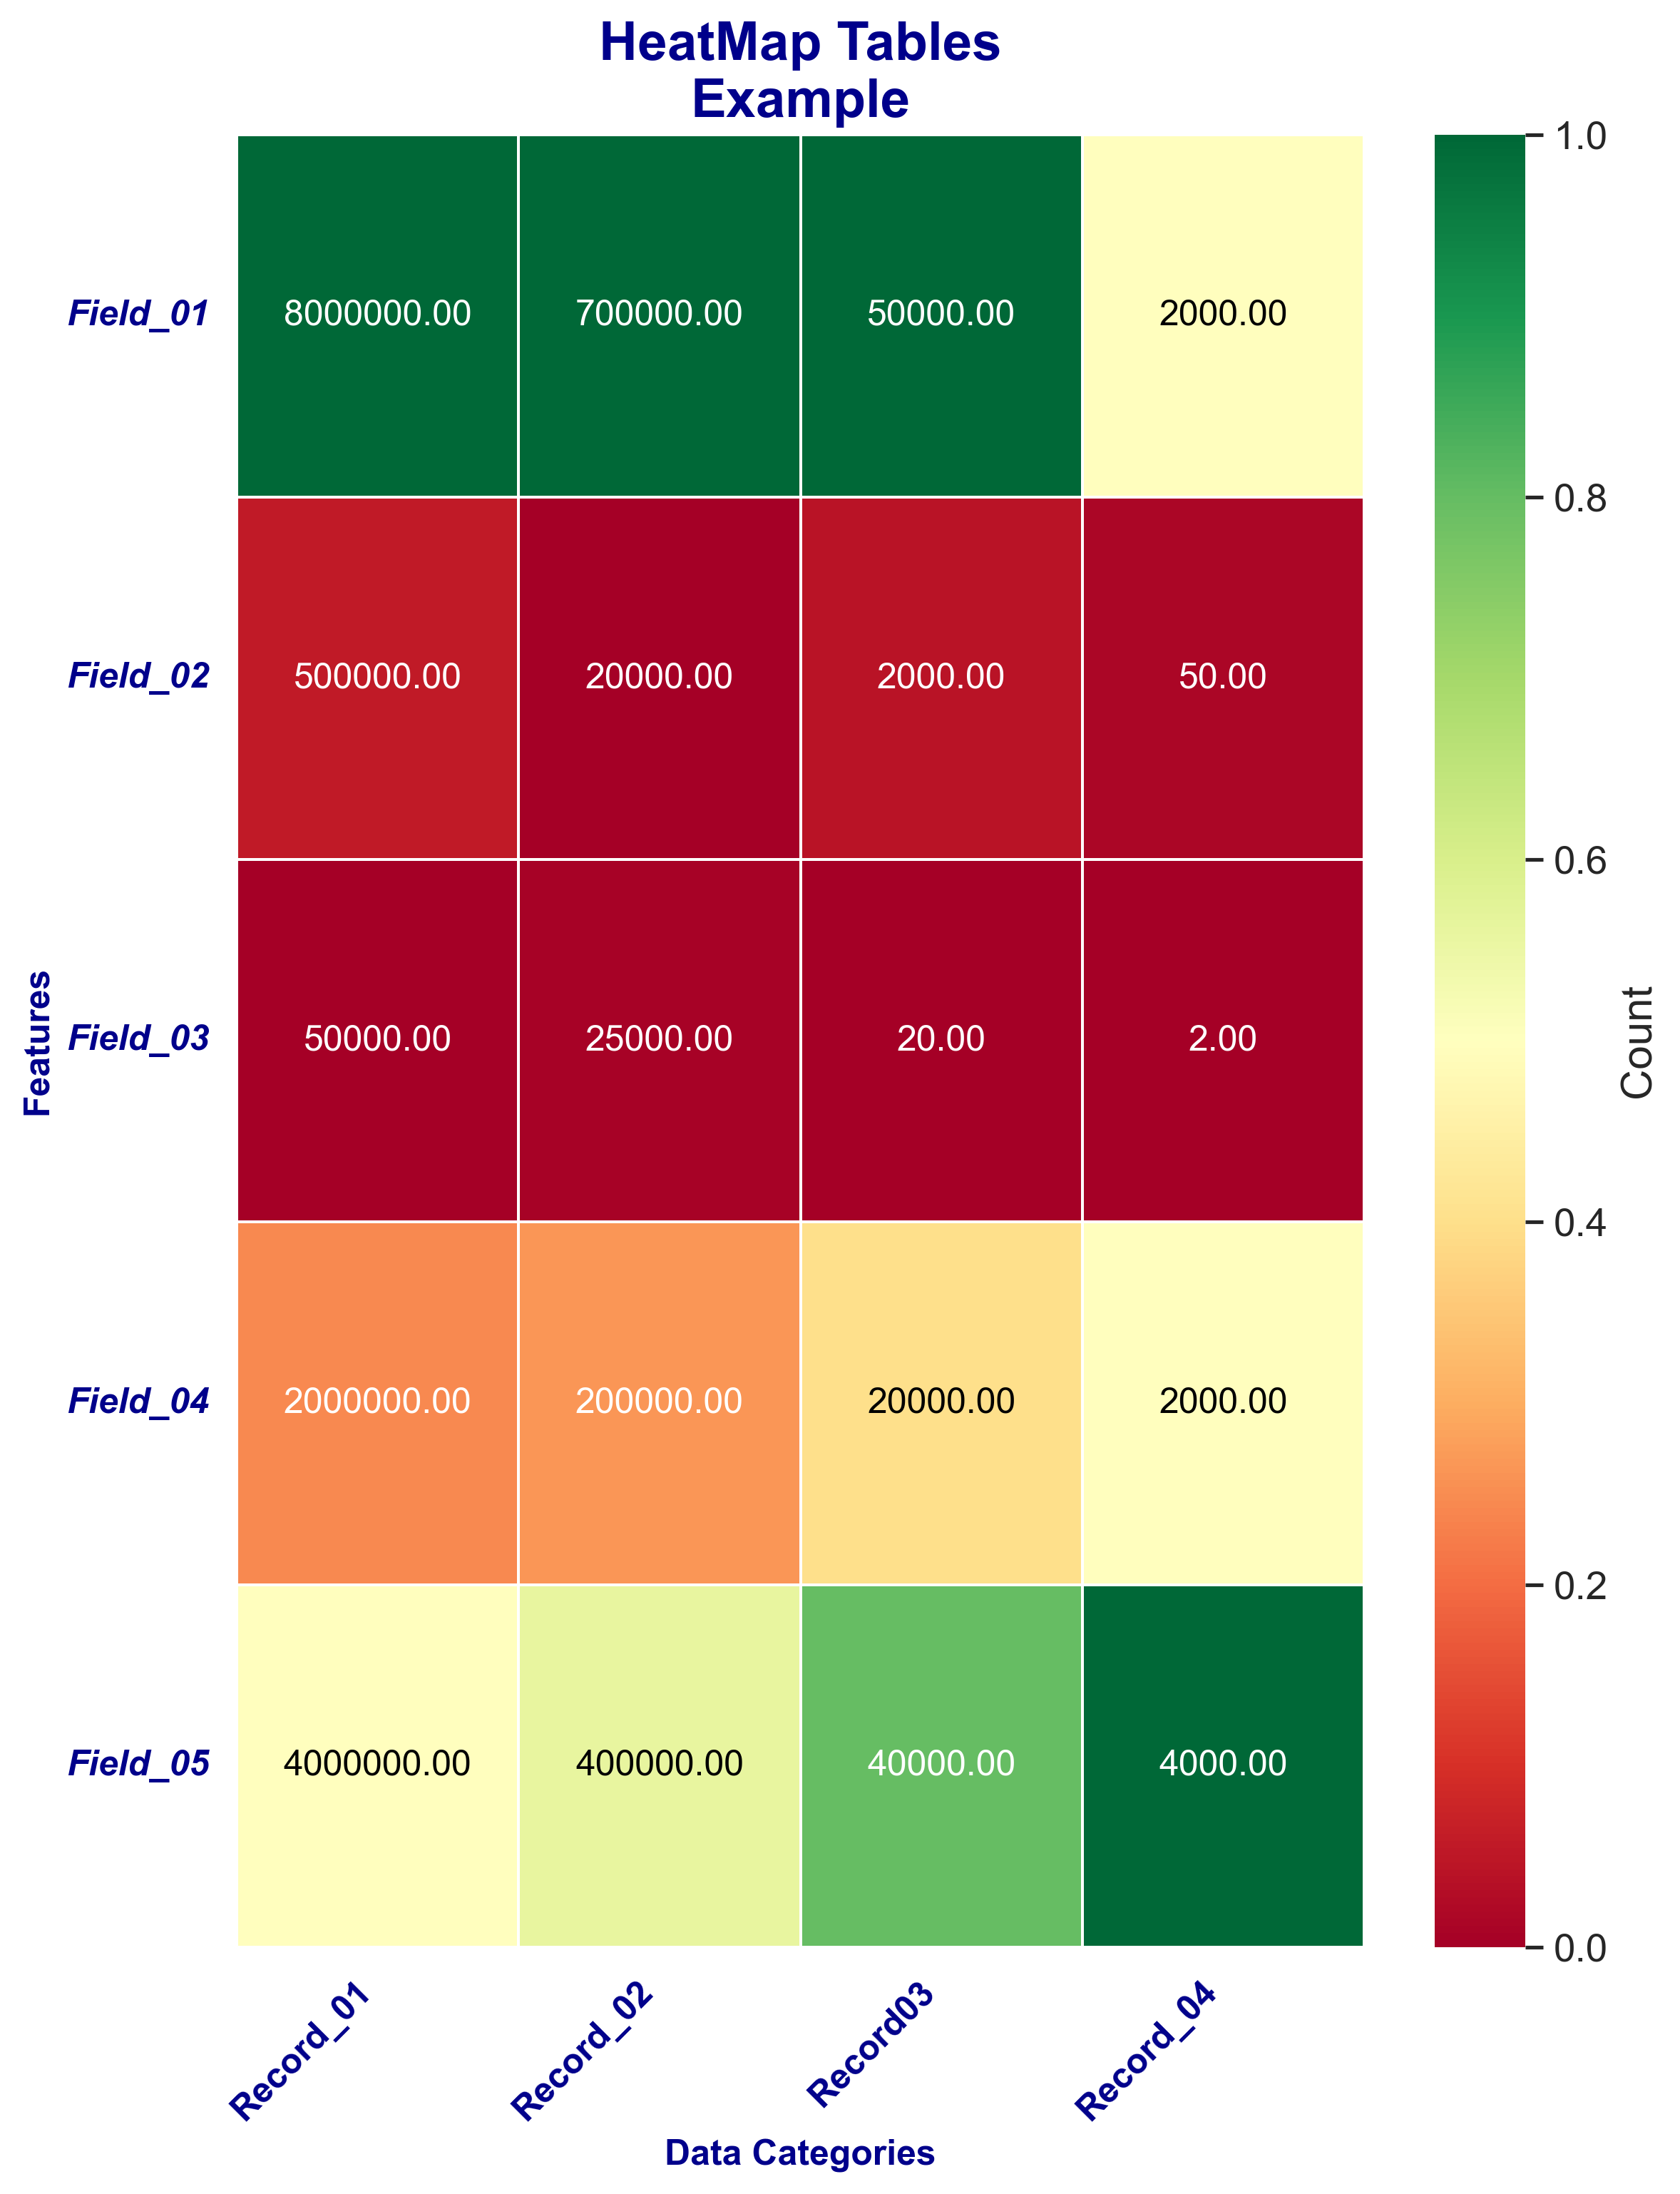 HeatMap Tables
Example
Field_01
8000000.00 700000.00 50000.00 2000.00
Field_02
500000.00 20000.00 2000.00 50.00
Field_03
50000.00 25000.00 20.00 2.00
Field_04
2000000.00 200000.00 20000.00 2000.00
Field_05
4000000.00 400000.00 40000.00 4000.00
Features
Record_01
Record_02
Record03
Record_04
Data Categories
1.0
0.8
0.6
0.4
0.2
0.0
Count